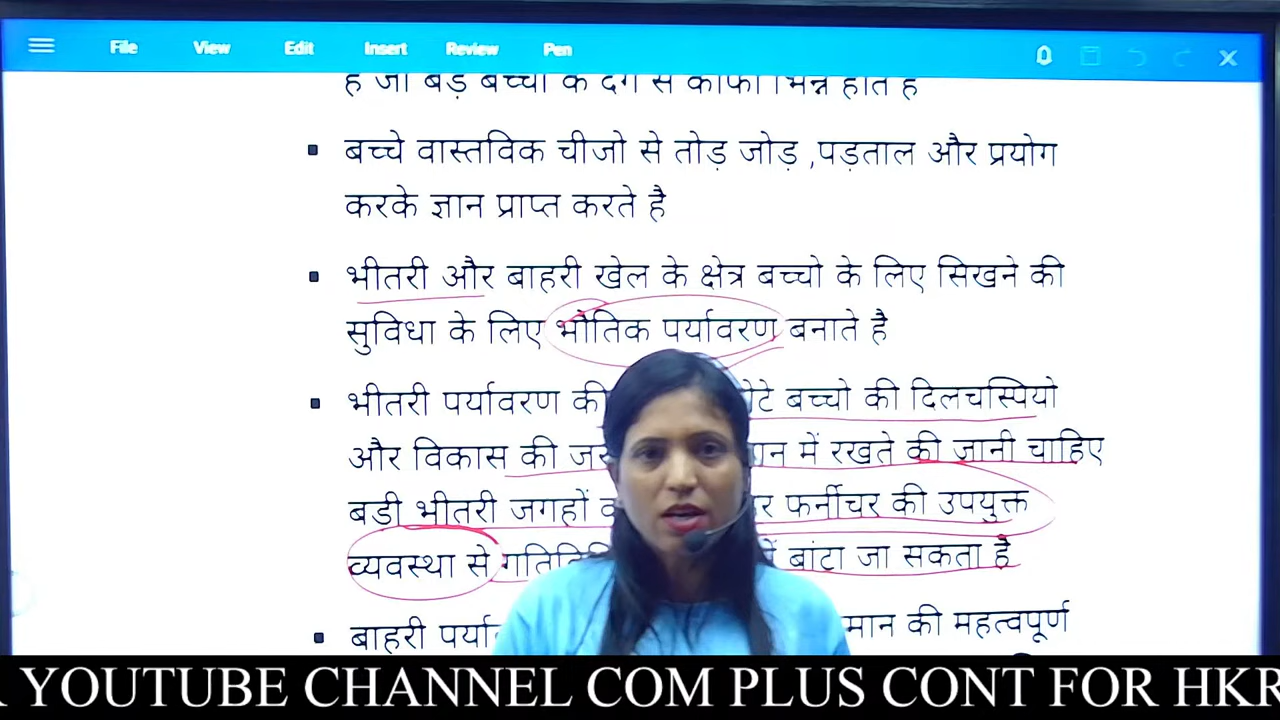 File View Edit Insert Review Pen
है जो बड़े बच्चों के ढंग से काफी भिन्न होते है
बच्चे वास्तविक चीजो से तोड़ जोड़ ,पड़ताल और प्रयोग
करके ज्ञान प्राप्त करते है
भीतरी और बाहरी खेल के क्षेत्र बच्चो के लिए सिखने की
सुविधा के लिए भौतिक पर्यावरण बनाते है
भीतरी पर्यावरण की बच्चो की दिलचस्पियो
और विकास की में रखते की जानी चाहिए
बडी भीतरी जगहों फर्नीचर की उपयुक्त
व्यवस्था से बांटा जा सकता है
बाहरी की महत्वपूर्ण
YOUTUBE CHANNEL COM PLUS CONT FOR HKR